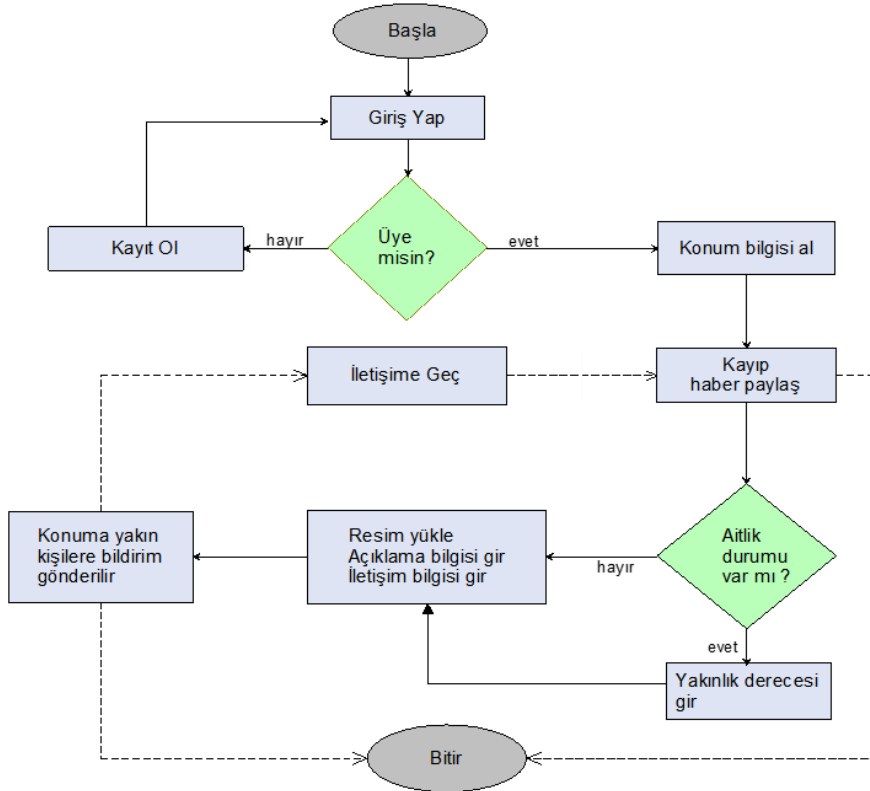 Başla
Giriş Yap
Kayıt Ol
hayır
Üye
misin?
evet
Konum bilgisi al
İletişime Geç
Kayıp
haber paylaş
Konuma yakın
kişilere bildirim
gönderilir
Resim yükle
Açıklama bilgisi gir
İletişim bilgisi gir
hayır
Aitlik
durumu
var mı ?
evet
Yakınlık derecesi
gir
Bitir